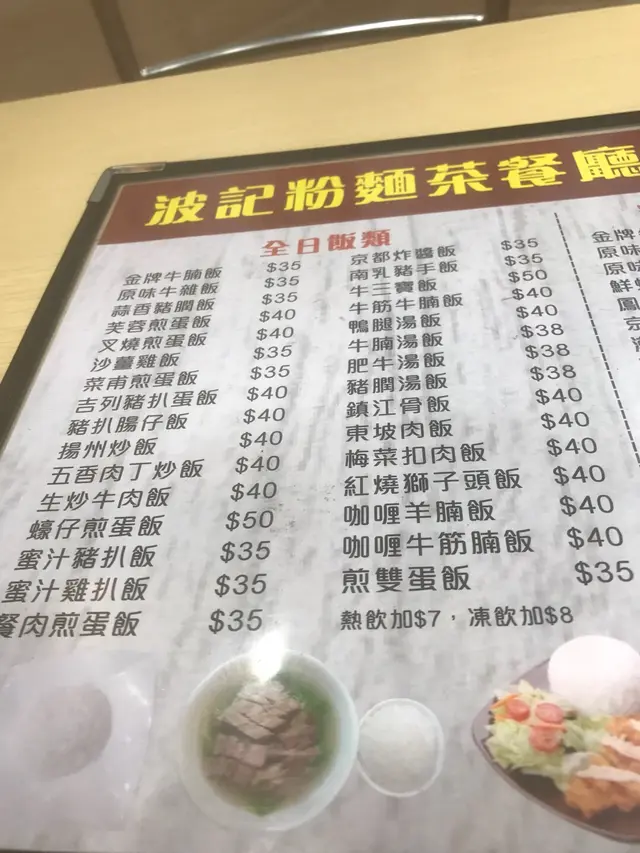 波記粉麵茶餐廳
全日飯類
金牌牛腩飯 $35
原味牛雜飯 $35
蒜香豬膶飯 $35
芙蓉煎蛋飯 $40
叉燒煎蛋飯 $40
沙薑雞飯 $35
菜甫煎蛋飯 $35
吉列豬扒蛋飯 $40
豬扒腸仔飯 $40
揚州炒飯 $40
五香肉丁炒飯 $40
生炒牛肉飯 $40
蠔仔煎蛋飯 $50
蜜汁豬扒飯 $35
蜜汁雞扒飯 $35
餐肉煎蛋飯 $35
京都炸醬飯 $35
南乳豬手飯 $35
牛三寶飯 $50
牛筋牛腩飯 $40
鴨腿湯飯 $40
牛腩湯飯 $38
肥牛湯飯 $38
豬膶湯飯 $38
鎮江骨飯 $40
東坡肉飯 $40
梅菜扣肉飯 $40
紅燒獅子頭飯 $40
咖喱羊腩飯 $40
咖喱牛筋腩飯 $40
煎雙蛋飯 $35
熱飲加$7，凍飲加$8
金牌
原味
原味